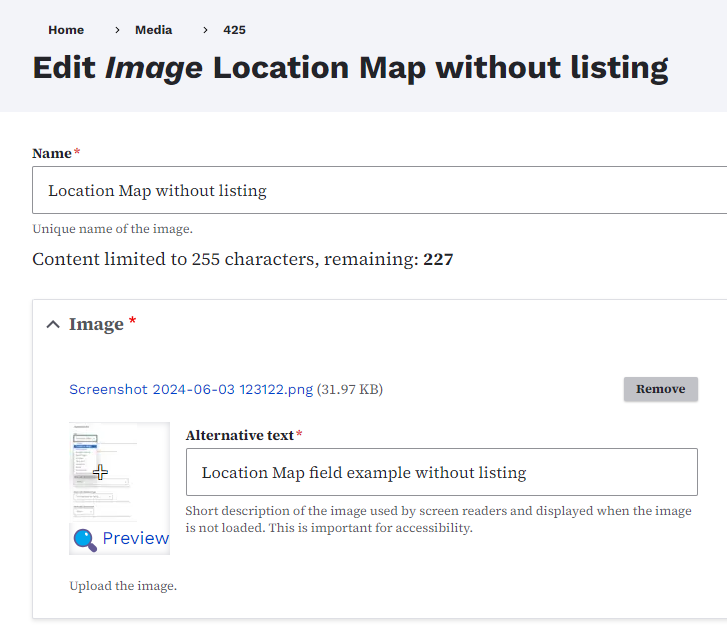 Home > Media > 425
Edit Image Location Map without listing
Name*
Location Map without listing
Unique name of the image.
Content limited to 255 characters, remaining: 227
Image *
Screenshot 2024-06-03 123122.png (31.97 KB)
Remove
Alternative text*
Location Map field example without listing
Short description of the image used by screen readers and displayed when the image
is not loaded. This is important for accessibility.
Preview
Upload the image.